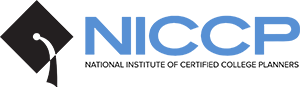 NICCP
NATIONAL INSTITUTE OF CERTIFIED COLLEGE PLANNERS